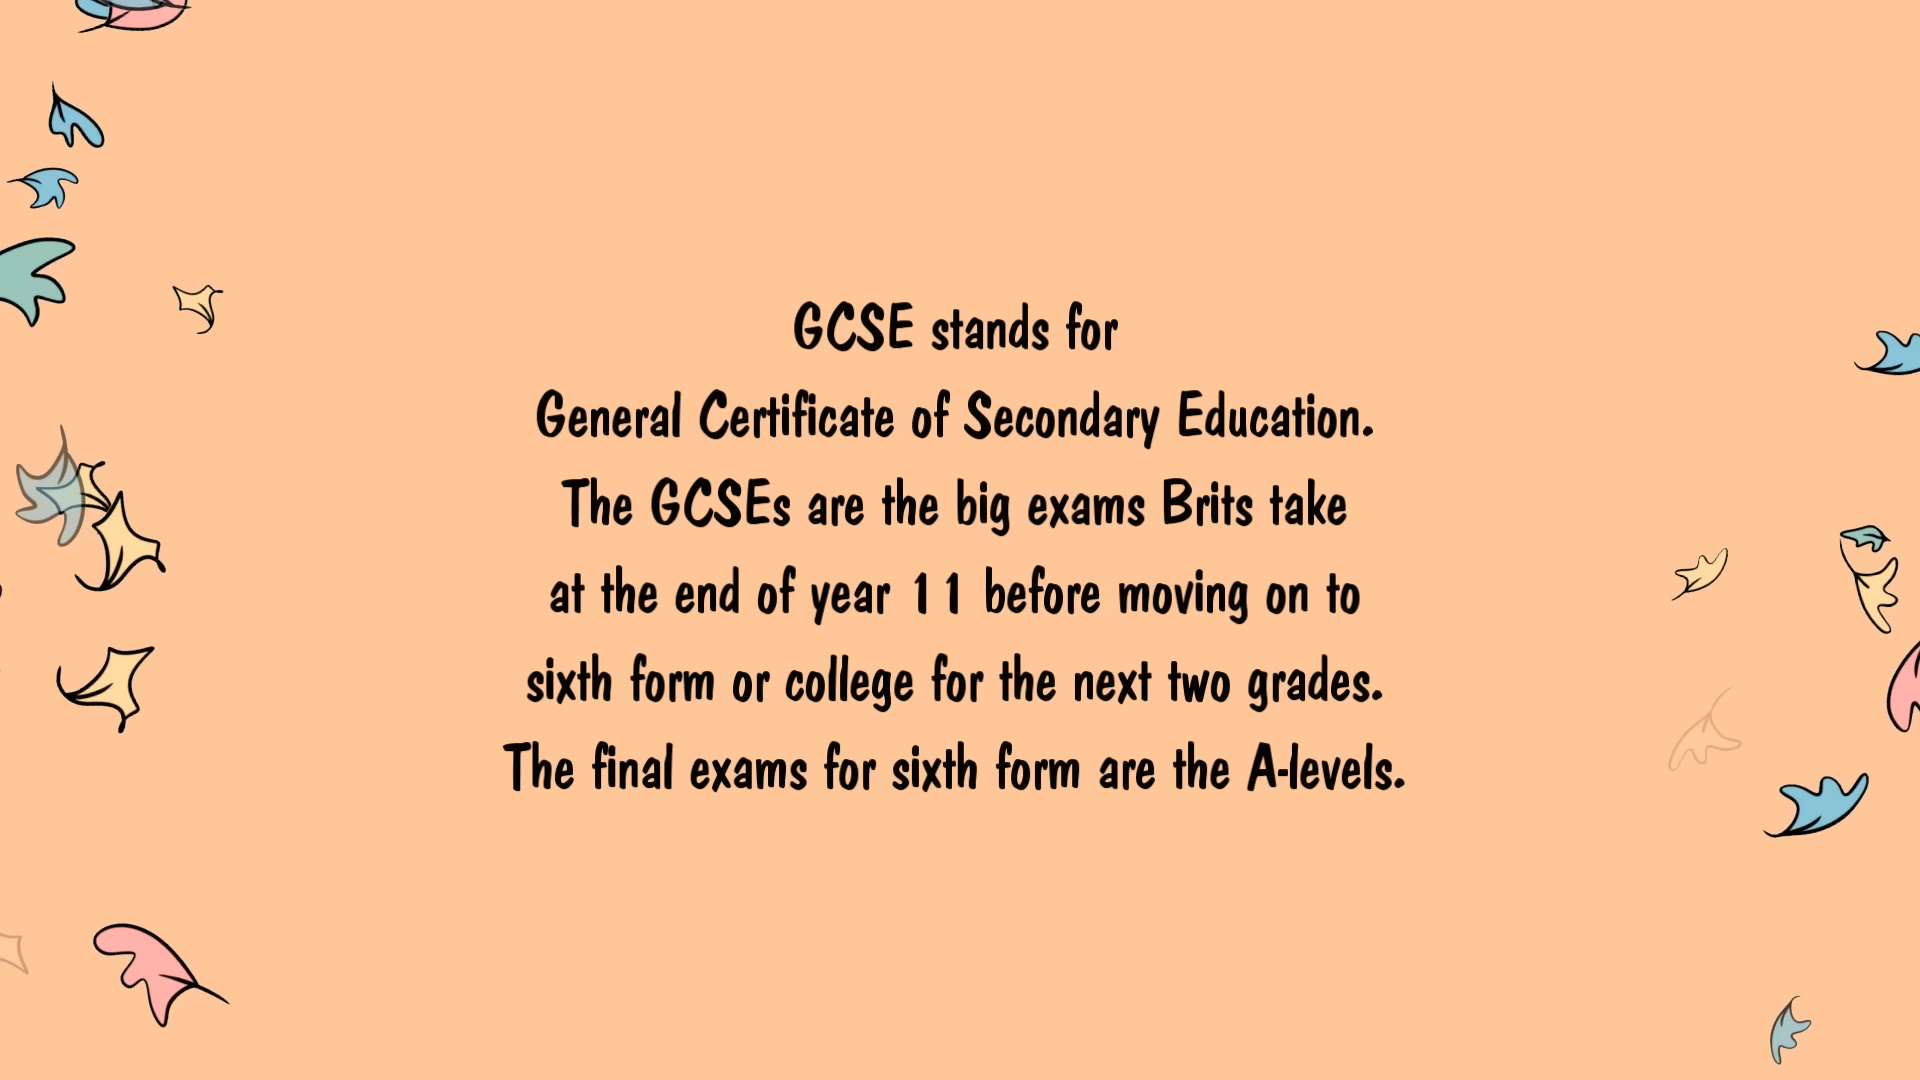 GCSE stands for
General Certificate of Secondary Education.
The GCSEs are the big exams Brits take
at the end of year 11 before moving on to
sixth form or college for the next two grades.
The final exams for sixth form are the A-levels.